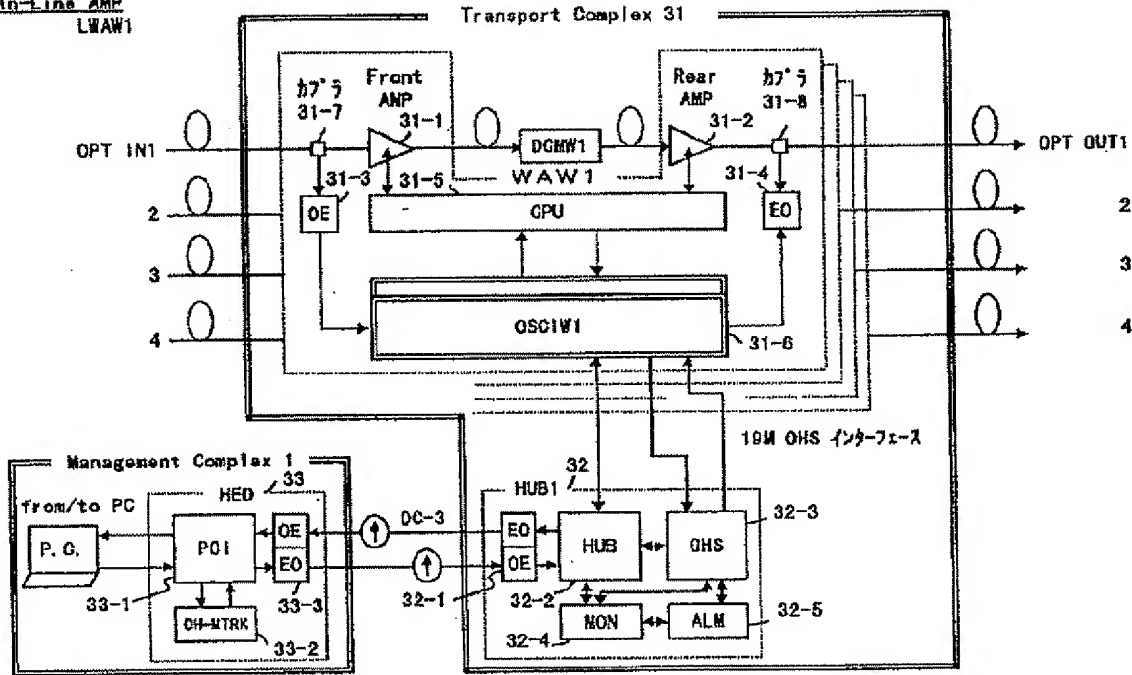 In-Line AMP
LWAW1
Transport Complex 31
カプラ
31-7
Front
AMP
31-1
Rear
AMP
31-2
カプラ
31-8
OPT IN1
DCMW1
OPT OUT1
31-3
31-5
WAW1
31-4
OE
CPU
EO
2
2
3
3
OSCIW1
4
31-6
4
19M OHS インターフェース
Management Complex 1
33
HED
32
HUB1
from/to PC
OC-3
32-3
P. C.
PCI
OE
EO
EO
OE
HUB
OHS
33-1
33-3
32-1
32-2
OH-MTRK
33-2
MON
ALM
32-5
32-4